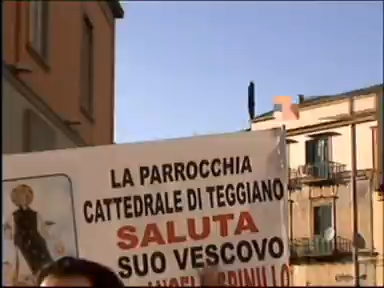 LA PARROCCHIA
CATTEDRALE DI TEGGIANO
SALUTA
SUO VESCOVO